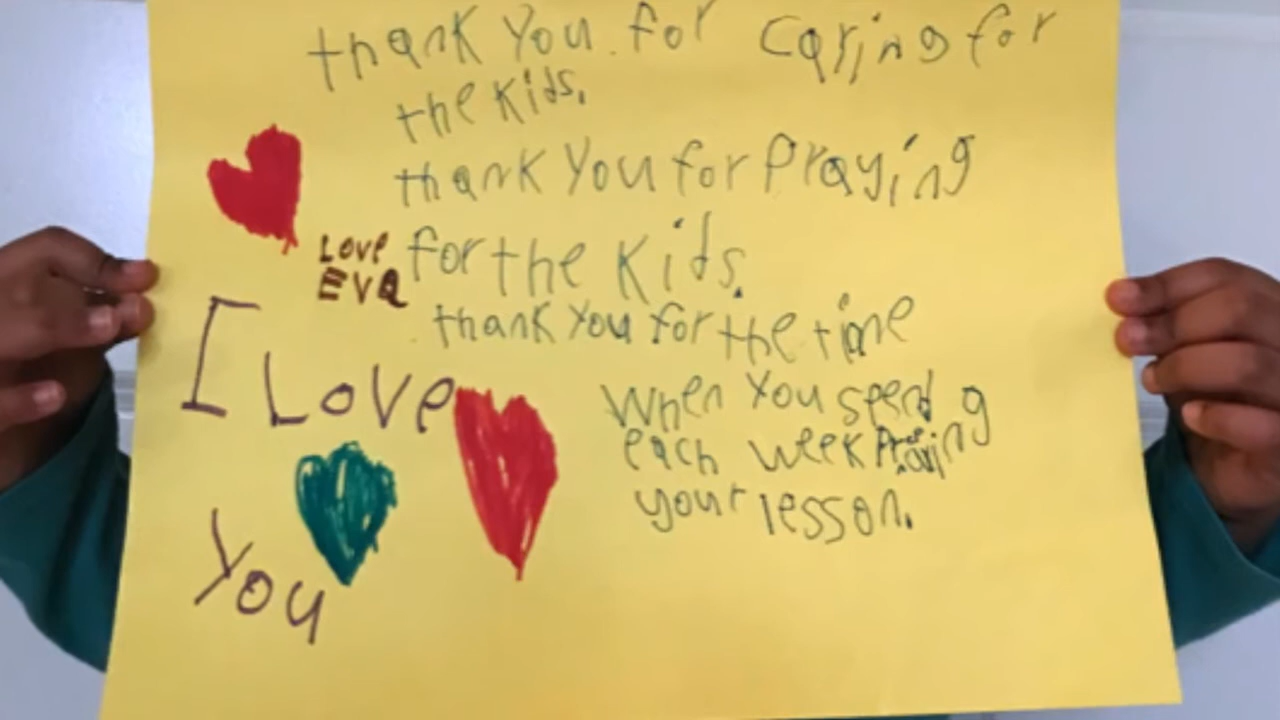 thank You for caring for
the kids.
thank You for Praying
for the kids.
Love
Eva
thank You for the time
When You spend
each week
your lesson.
I Love
You